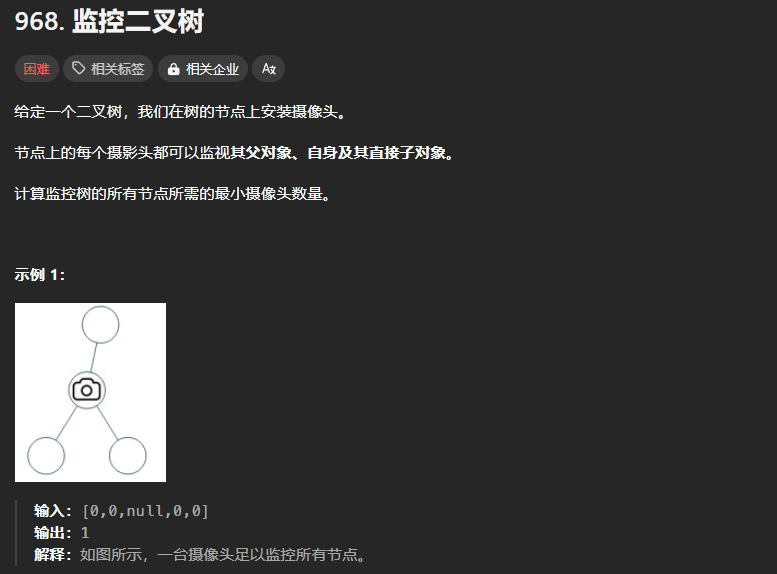 968. 监控二叉树
困难 相关标签 相关企业 A文
给定一个二叉树，我们在树的节点上安装摄像头。
节点上的每个摄影头都可以监视其父对象、自身及其直接子对象。
计算监控树的所有节点所需的最小摄像头数量。
示例 1：
输入：[0,0,null,0,0]
输出：1
解释：如图所示，一台摄像头足以监控所有节点。